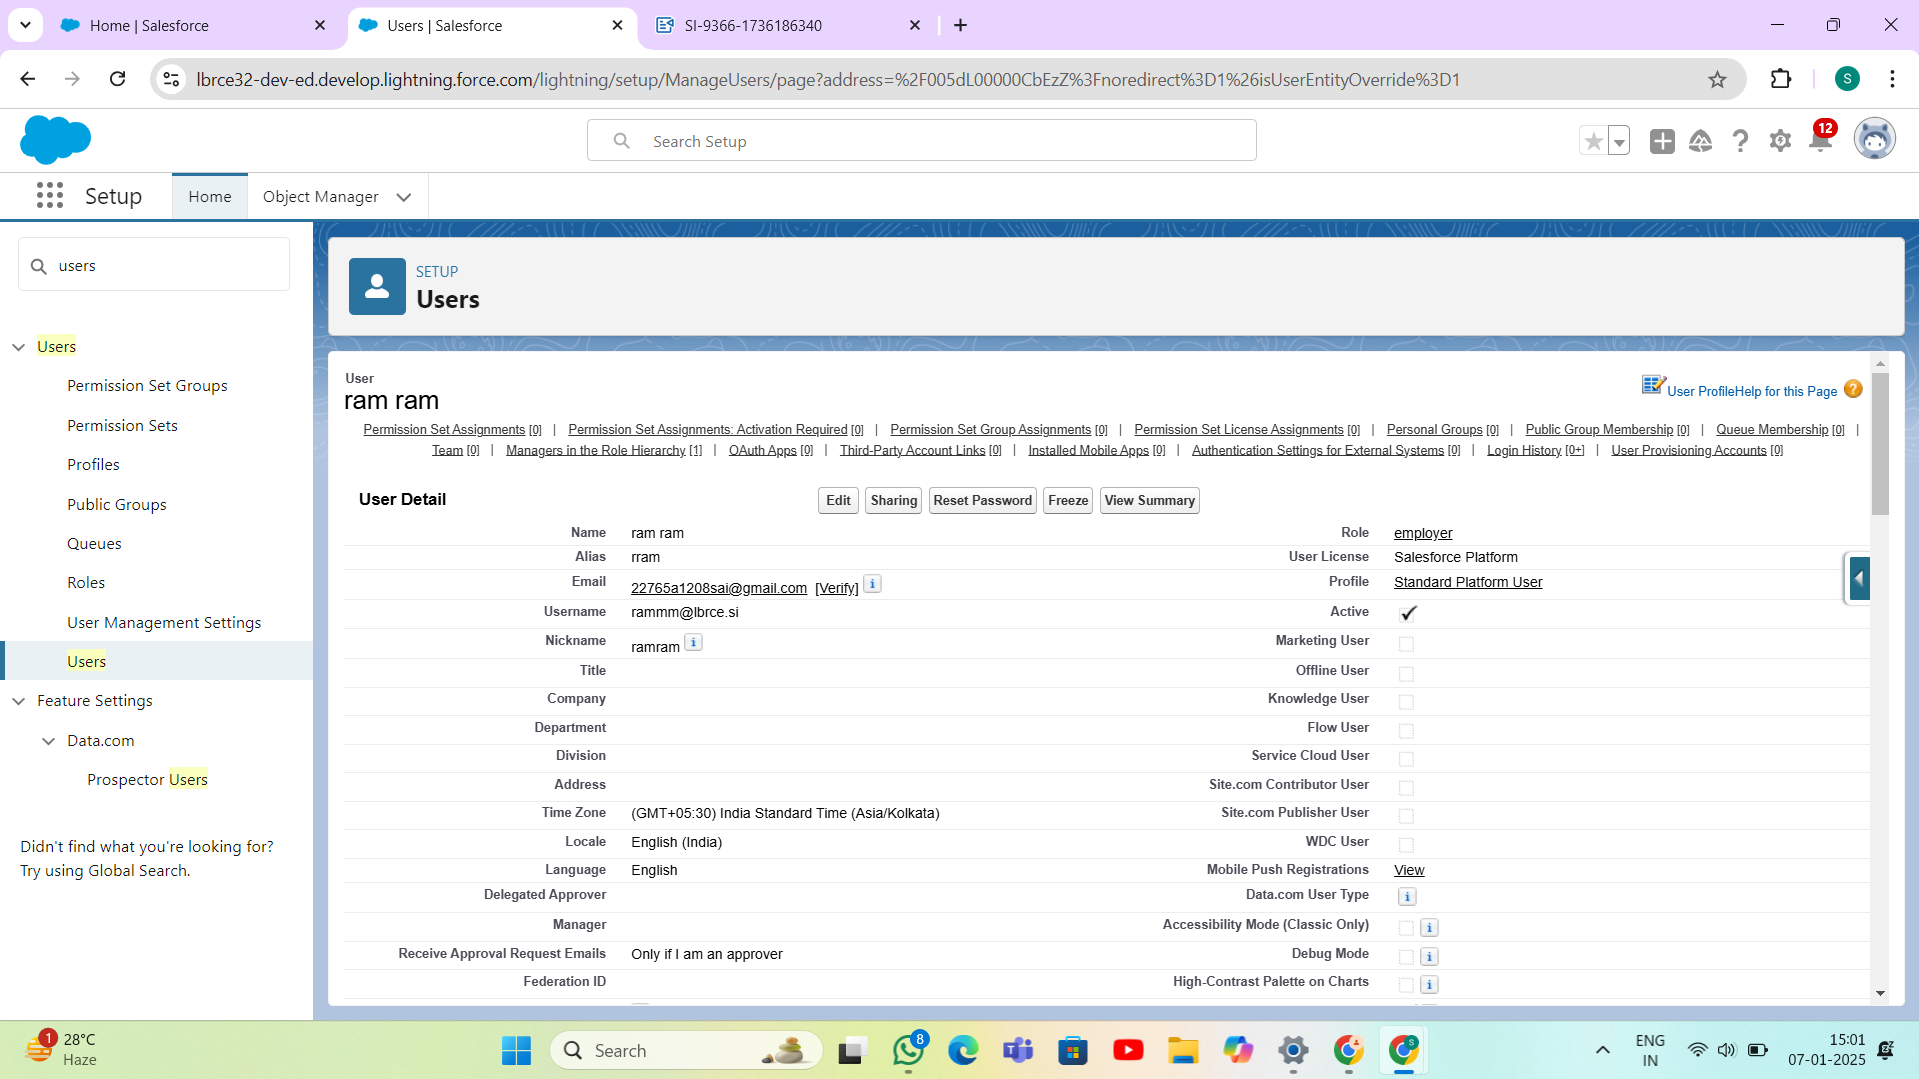 Home | Salesforce
Users | Salesforce
SI-9366-1736186340
lbrce32-dev-ed.develop.lightning.force.com/lightning/setup/ManageUsers/page?address=%2F005dL00000CbEzZ%3Fnoredirect%3D1%26isUserEntityOverride%3D1
S
Search Setup
12
Setup
Home
Object Manager
users
Users
Permission Set Groups
Permission Sets
Profiles
Public Groups
Queues
Roles
User Management Settings
Users
Feature Settings
Data.com
Prospector Users
Didn't find what you're looking for?
Try using Global Search.
SETUP
Users
User
ram ram
User Profile Help for this Page ?
Permission Set Assignments [0] | Permission Set Assignments: Activation Required [0] | Permission Set Group Assignments [0] | Permission Set License Assignments [0] | Personal Groups [0] | Public Group Membership [0] | Queue Membership [0] |
Team [0] | Managers in the Role Hierarchy [1] | OAuth Apps [0] | Third-Party Account Links [0] | Installed Mobile Apps [0] | Authentication Settings for External Systems [0] | Login History [0+] | User Provisioning Accounts [0]
User Detail
Edit Sharing Reset Password Freeze View Summary
Name ram ram Role employer
Alias rram User License Salesforce Platform
Email 22765a1208sai@gmail.com [Verify] i Profile Standard Platform User
Username rammm@lbrce.si Active ✓
Nickname ramram i Marketing User
Title Offline User
Company Knowledge User
Department Flow User
Division Service Cloud User
Address Site.com Contributor User
Time Zone (GMT+05:30) India Standard Time (Asia/Kolkata) Site.com Publisher User
Locale English (India) WDC User
Language English Mobile Push Registrations View
Delegated Approver Data.com User Type i
Manager Accessibility Mode (Classic Only) i
Receive Approval Request Emails Only if I am an approver Debug Mode i
Federation ID High-Contrast Palette on Charts i
1
28°C
Haze
Search
8
S
ENG
IN
15:01
07-01-2025